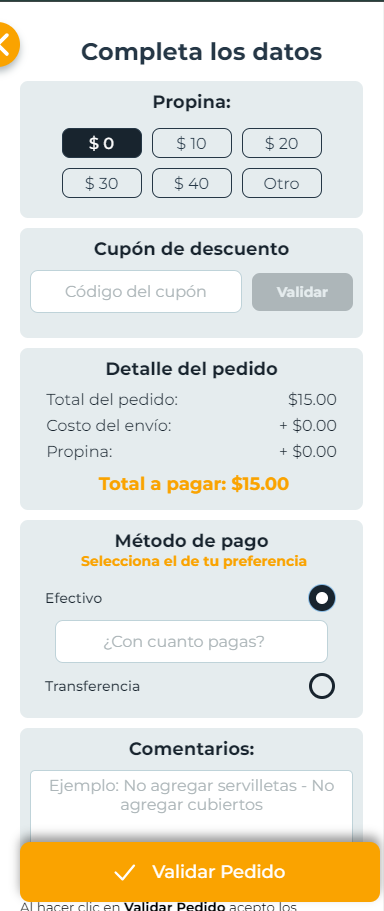 Completa los datos
Propina:
$ 0
$ 10
$ 20
$ 30
$ 40
Otro
Cupón de descuento
Código del cupón
Validar
Detalle del pedido
Total del pedido: $15.00
Costo del envío: + $0.00
Propina: + $0.00
Total a pagar: $15.00
Método de pago
Selecciona el de tu preferencia
Efectivo
¿Con cuanto pagas?
Transferencia
Comentarios:
Ejemplo: No agregar servilletas - No
agregar cubiertos
Validar Pedido
Al hacer clic en Validar Pedido acepto los